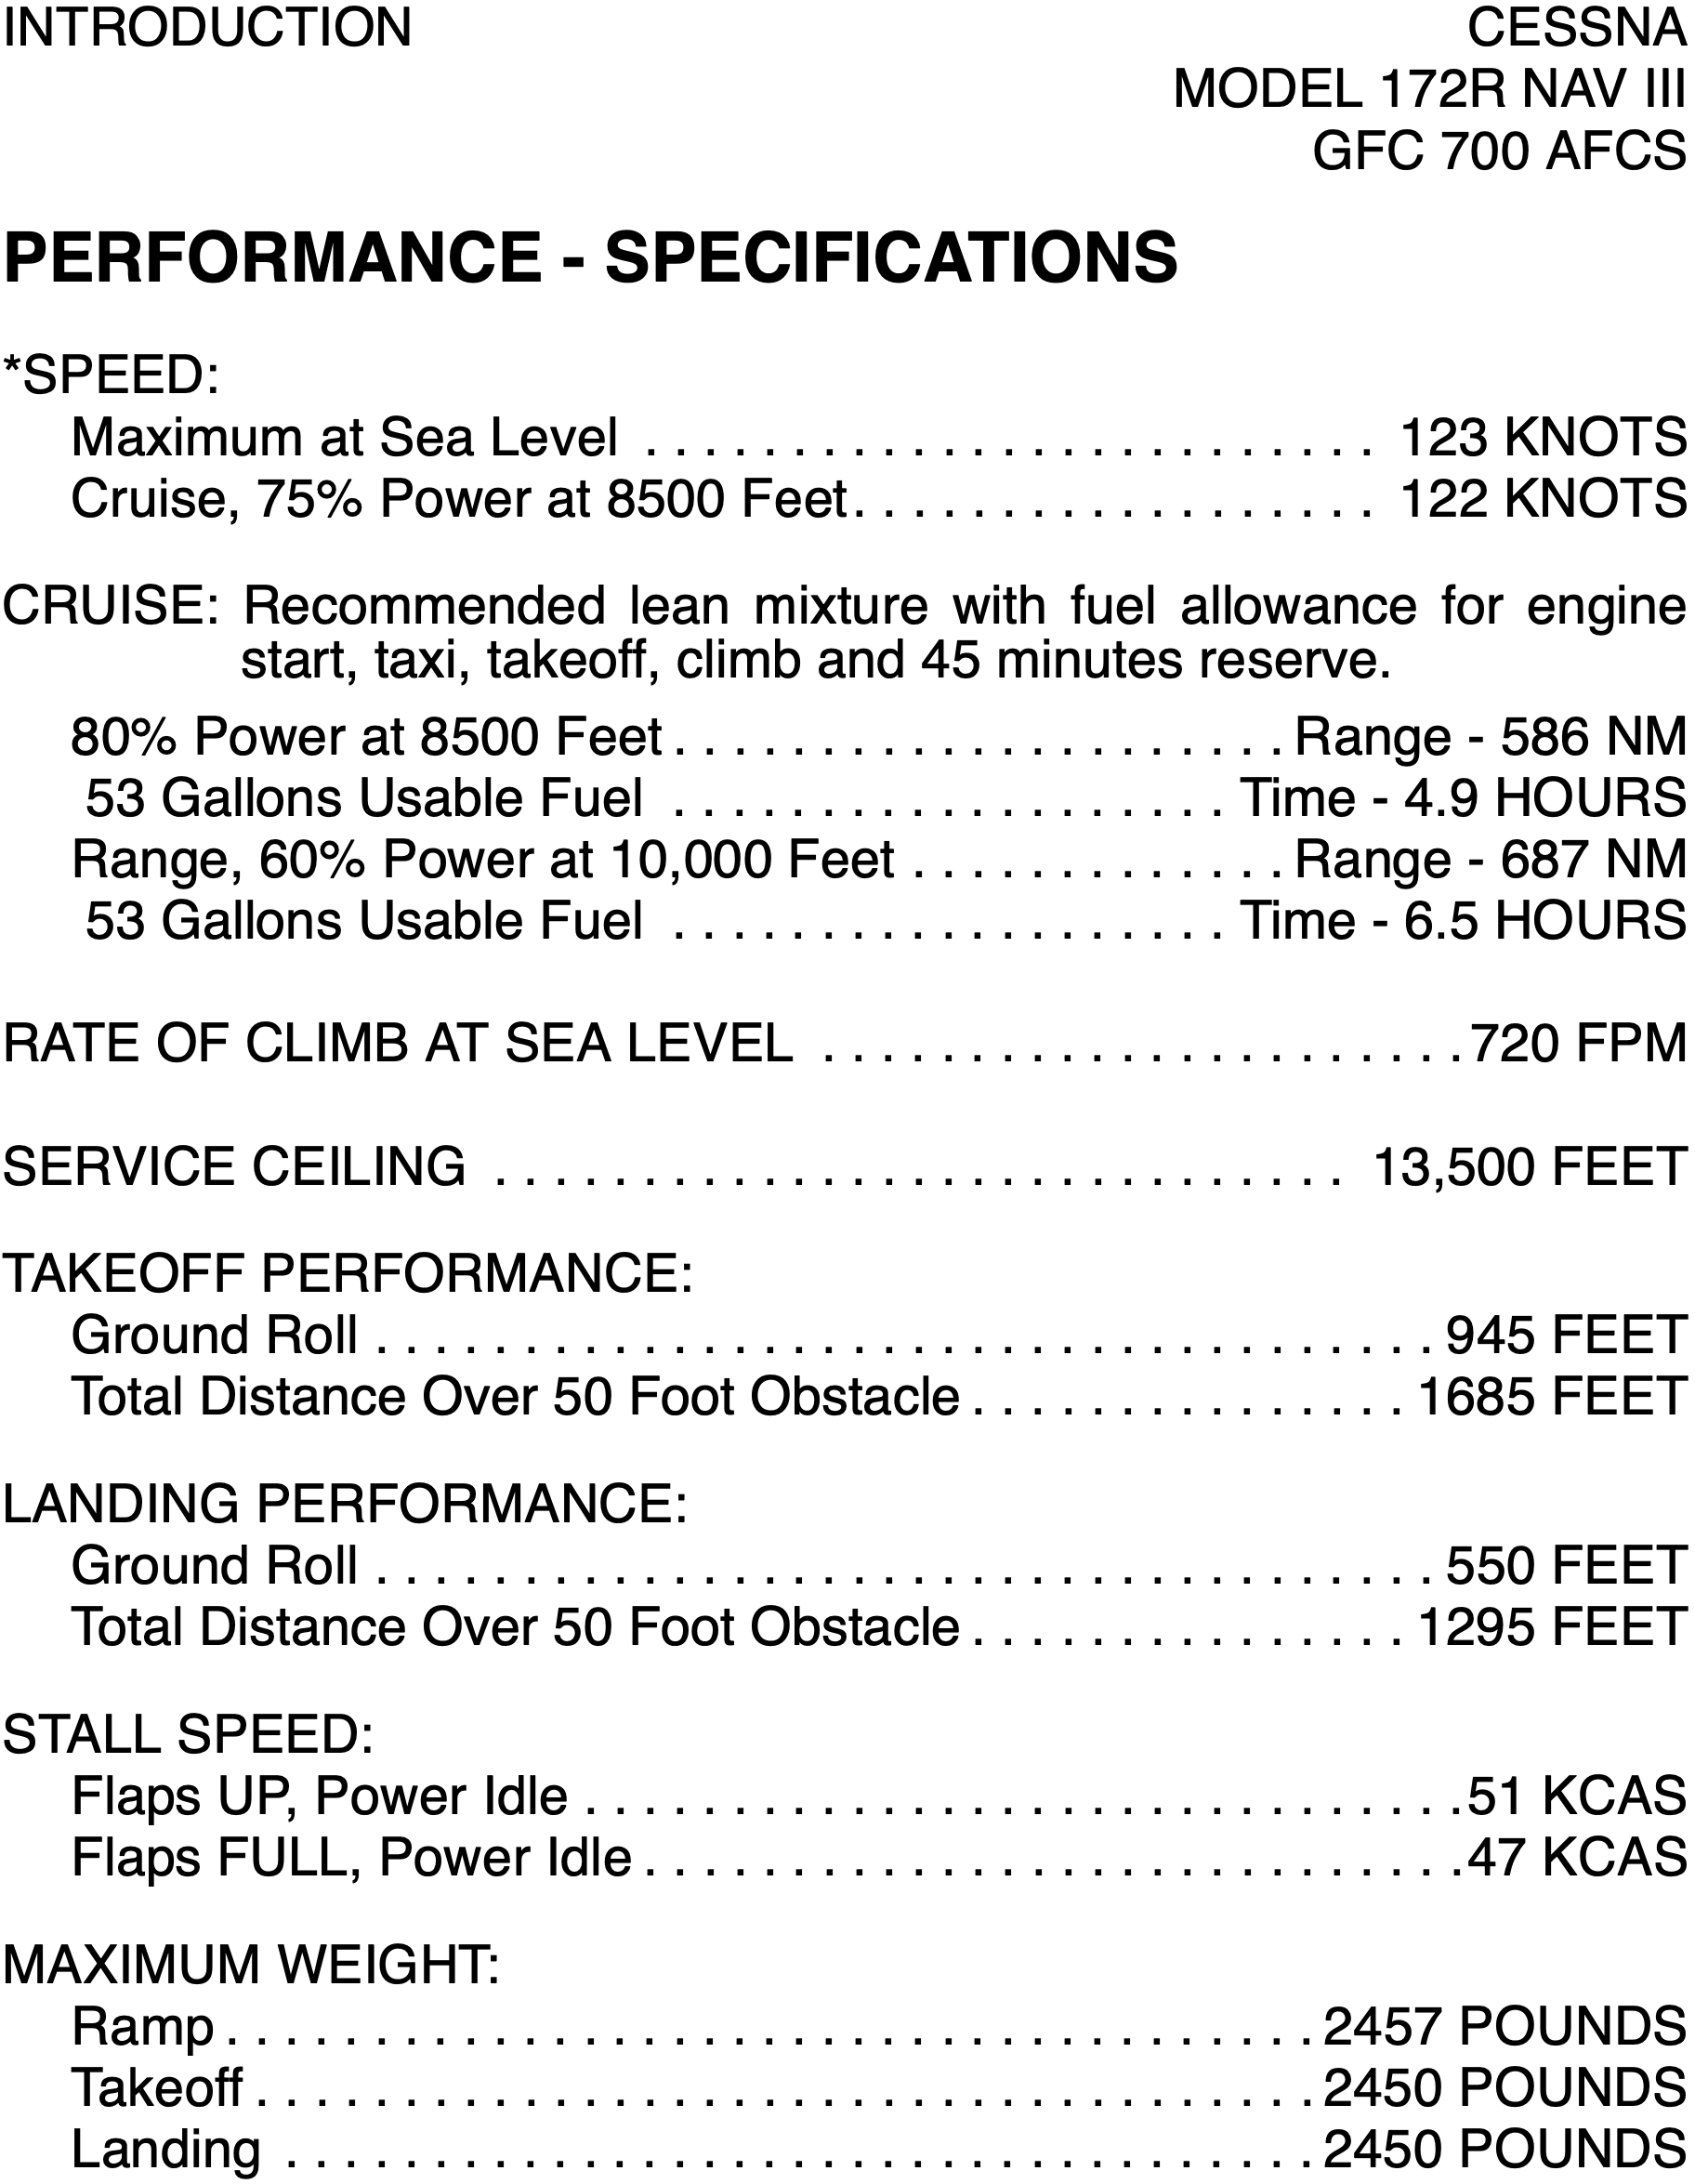 INTRODUCTION CESSNA
MODEL 172R NAV III
GFC 700 AFCS
PERFORMANCE - SPECIFICATIONS
*SPEED:
Maximum at Sea Level . . . . . . . . . . . . . . . . . . . . . . . . . 123 KNOTS
Cruise, 75% Power at 8500 Feet. . . . . . . . . . . . . . . . . . 122 KNOTS
CRUISE: Recommended lean mixture with fuel allowance for engine
start, taxi, takeoff, climb and 45 minutes reserve.
80% Power at 8500 Feet . . . . . . . . . . . . . . . . . . . . . Range - 586 NM
53 Gallons Usable Fuel . . . . . . . . . . . . . . . . . . . Time - 4.9 HOURS
Range, 60% Power at 10,000 Feet . . . . . . . . . . . . . Range - 687 NM
53 Gallons Usable Fuel . . . . . . . . . . . . . . . . . . . Time - 6.5 HOURS
RATE OF CLIMB AT SEA LEVEL . . . . . . . . . . . . . . . . . . . . . . 720 FPM
SERVICE CEILING . . . . . . . . . . . . . . . . . . . . . . . . . . . . . 13,500 FEET
TAKEOFF PERFORMANCE:
Ground Roll . . . . . . . . . . . . . . . . . . . . . . . . . . . . . . . . . . . . 945 FEET
Total Distance Over 50 Foot Obstacle . . . . . . . . . . . . . . . 1685 FEET
LANDING PERFORMANCE:
Ground Roll . . . . . . . . . . . . . . . . . . . . . . . . . . . . . . . . . . . . 550 FEET
Total Distance Over 50 Foot Obstacle . . . . . . . . . . . . . . . 1295 FEET
STALL SPEED:
Flaps UP, Power Idle . . . . . . . . . . . . . . . . . . . . . . . . . . . . . . 51 KCAS
Flaps FULL, Power Idle . . . . . . . . . . . . . . . . . . . . . . . . . . . . 47 KCAS
MAXIMUM WEIGHT:
Ramp . . . . . . . . . . . . . . . . . . . . . . . . . . . . . . . . . . . . . 2457 POUNDS
Takeoff . . . . . . . . . . . . . . . . . . . . . . . . . . . . . . . . . . . . 2450 POUNDS
Landing . . . . . . . . . . . . . . . . . . . . . . . . . . . . . . . . . . . 2450 POUNDS